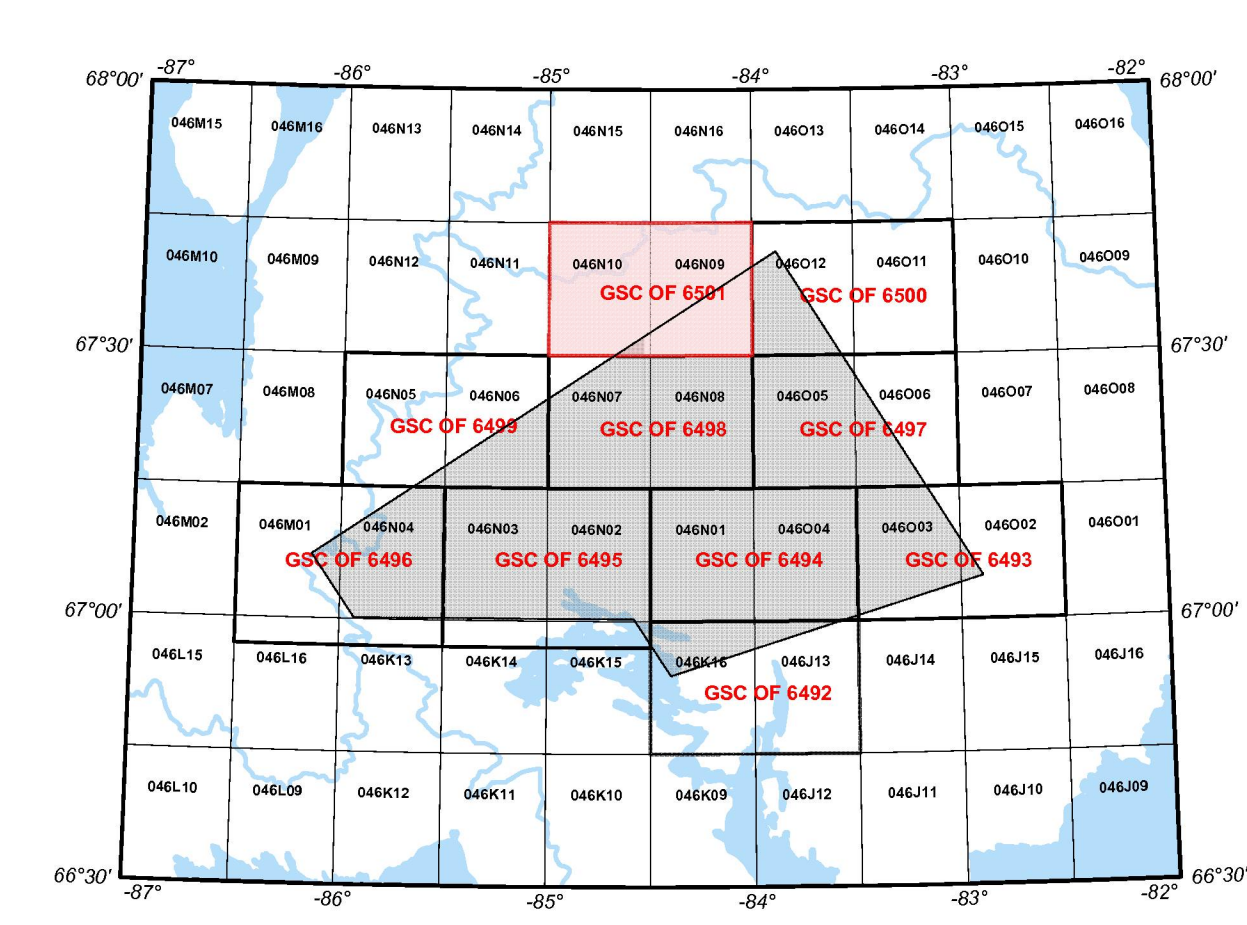 -87° -86° -85° -84° -83° -82°
68°00' 68°00'
046M15 046M16 046N13 046N14 046N15 046N16 046O13 046O14 046O15 046O16
046M10 046M09 046N12 046N11 046N10 046N09 046O12 046O11 046O10 046O09
GSC OF 6501 GSC OF 6500
67°30' 67°30'
046M07 046M08 046N05 046N06 046N07 046N08 046O05 046O06 046O07 046O08
GSC OF 6499 GSC OF 6498 GSC OF 6497
046M02 046M01 046N04 046N03 046N02 046N01 046O04 046O03 046O02 046O01
GSC OF 6496 GSC OF 6495 GSC OF 6494 GSC OF 6493
67°00' 67°00'
046L15 046L16 046K13 046K14 046K15 046K16 046J13 046J14 046J15 046J16
GSC OF 6492
046L10 046L09 046K12 046K11 046K10 046K09 046J12 046J11 046J10 046J09
66°30' 66°30'
-87° -86° -85° -84° -83° -82°